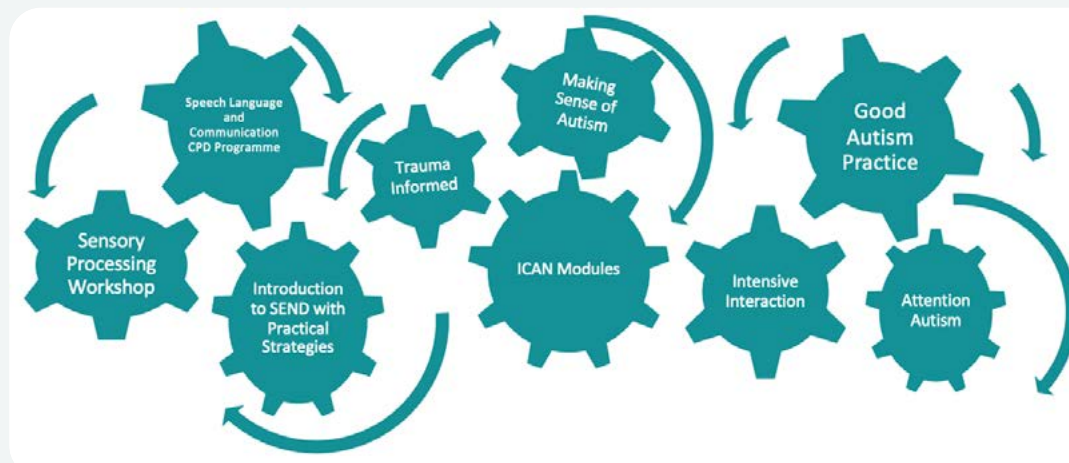 Speech Language
and
Communication
CPD Programme
Making
Sense of
Autism
Good
Autism
Practice
Trauma
Informed
Sensory
Processing
Workshop
Introduction
to SEND with
Practical
Strategies
ICAN Modules
Intensive
Interaction
Attention
Autism